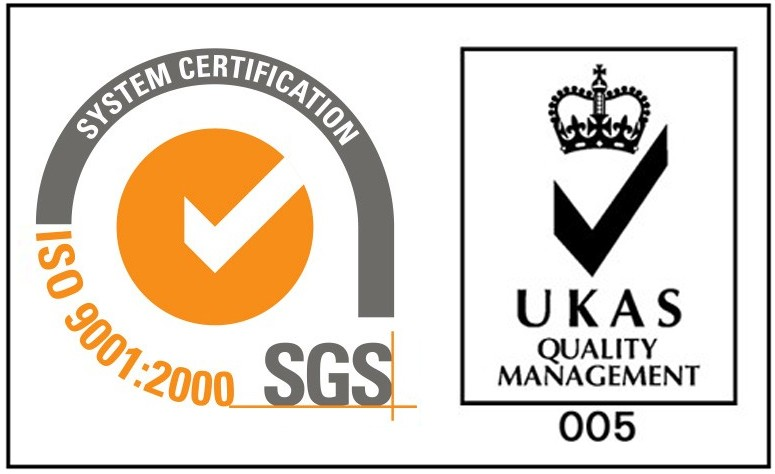 SYSTEM CERTIFICATION
ISO 9001:2000
SGS
UKAS
QUALITY
MANAGEMENT
005